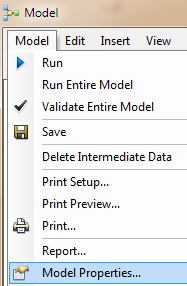 Model
Model Edit Insert View
Run
Run Entire Model
Validate Entire Model
Save
Delete Intermediate Data
Print Setup...
Print Preview...
Print...
Report...
Model Properties...